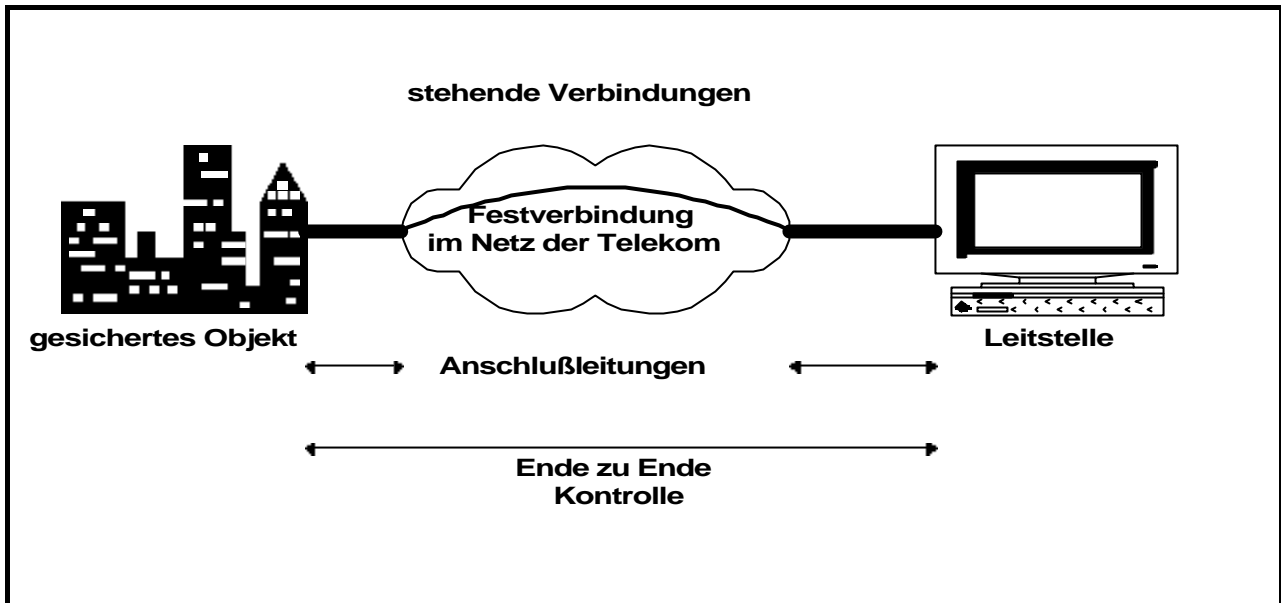 stehende Verbindungen
Festverbindung
im Netz der Telekom
gesichertes Objekt
Leitstelle
Anschlußleitungen
Ende zu Ende
Kontrolle